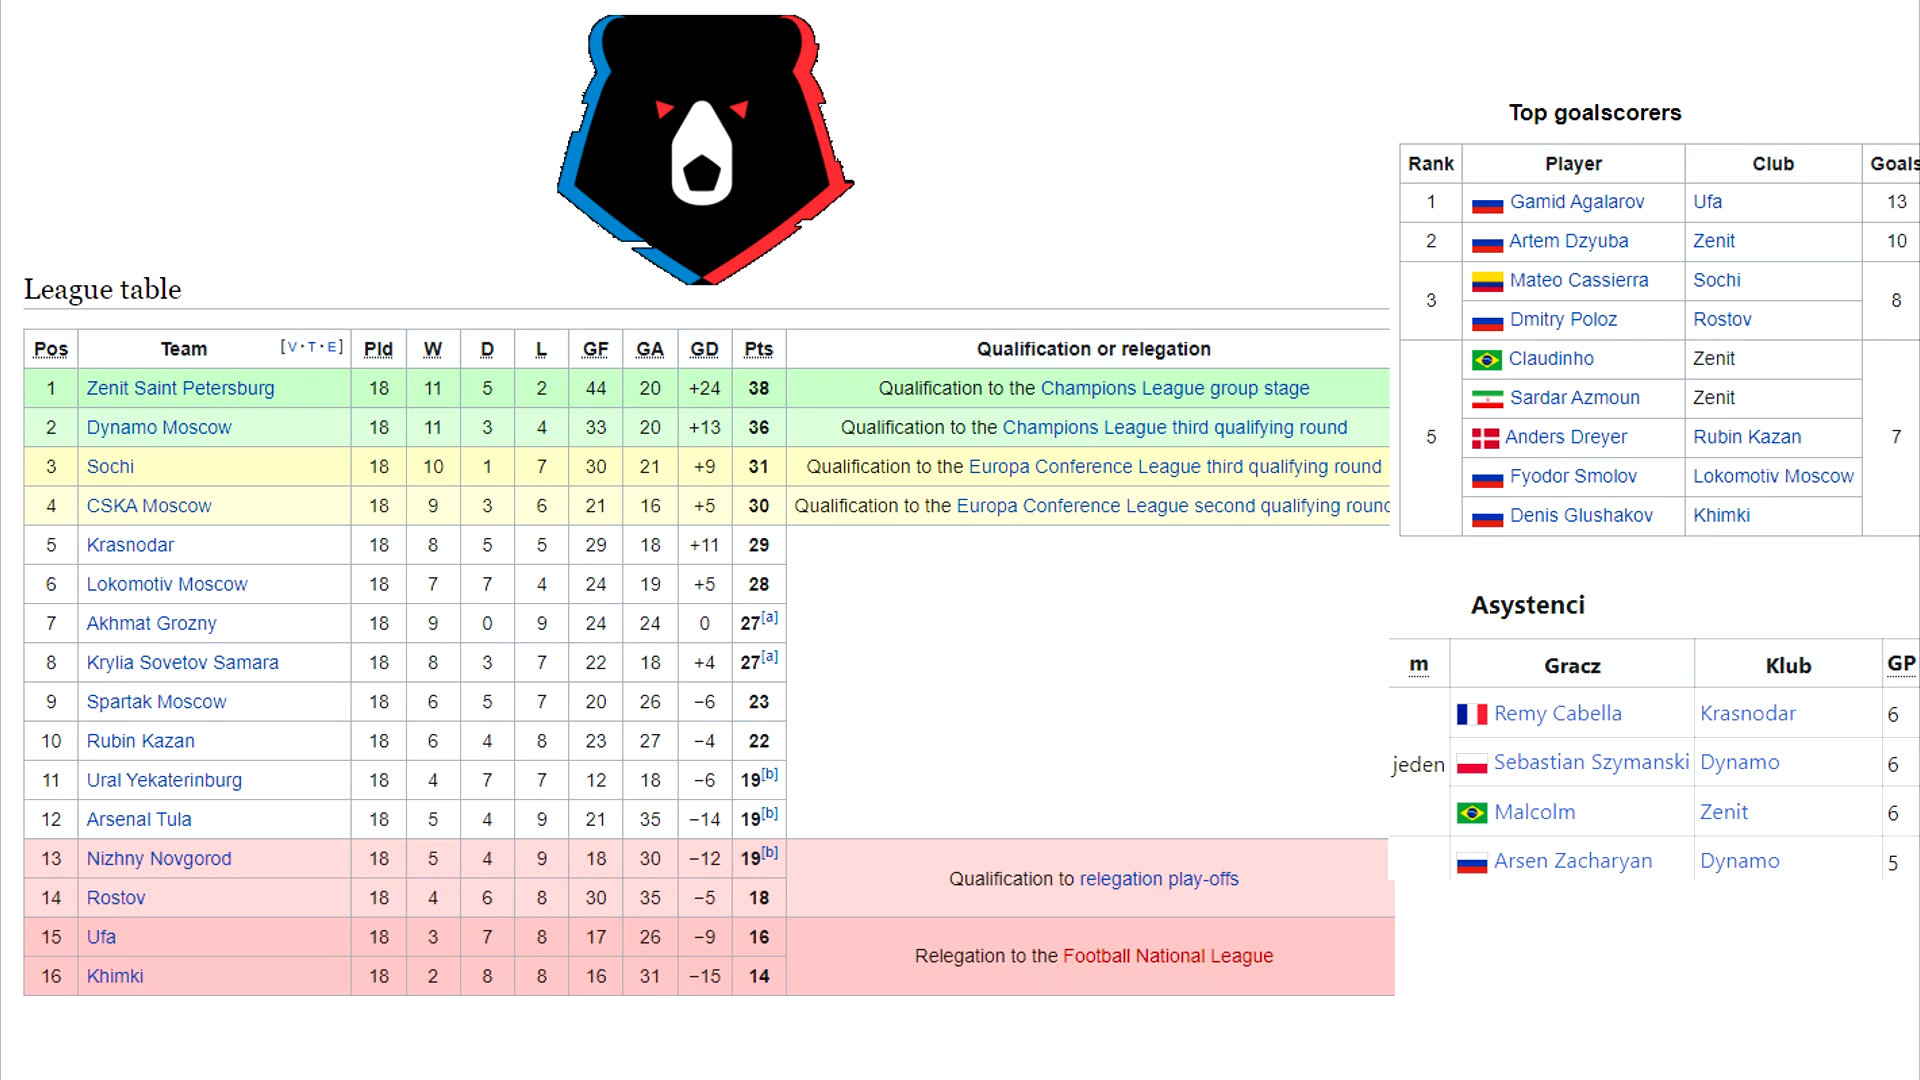 League table
Pos Team [V·T·E] Pld W D L GF GA GD Pts Qualification or relegation
1 Zenit Saint Petersburg 18 11 5 2 44 20 +24 38 Qualification to the Champions League group stage
2 Dynamo Moscow 18 11 3 4 33 20 +13 36 Qualification to the Champions League third qualifying round
3 Sochi 18 10 1 7 30 21 +9 31 Qualification to the Europa Conference League third qualifying round
4 CSKA Moscow 18 9 3 6 21 16 +5 30 Qualification to the Europa Conference League second qualifying round
5 Krasnodar 18 8 5 5 29 18 +11 29
6 Lokomotiv Moscow 18 7 7 4 24 19 +5 28
7 Akhmat Grozny 18 9 0 9 24 24 0 27[a]
8 Krylia Sovetov Samara 18 8 3 7 22 18 +4 27[a]
9 Spartak Moscow 18 6 5 7 20 26 −6 23
10 Rubin Kazan 18 6 4 8 23 27 −4 22
11 Ural Yekaterinburg 18 4 7 7 12 18 −6 19[b]
12 Arsenal Tula 18 5 4 9 21 35 −14 19[b]
13 Nizhny Novgorod 18 5 4 9 18 30 −12 19[b]
Qualification to relegation play-offs
14 Rostov 18 4 6 8 30 35 −5 18
15 Ufa 18 3 7 8 17 26 −9 16
Relegation to the Football National League
16 Khimki 18 2 8 8 16 31 −15 14
Top goalscorers
Rank Player Club Goals
1 Gamid Agalarov Ufa 13
2 Artem Dzyuba Zenit 10
3 Mateo Cassierra Sochi 8
Dmitry Poloz Rostov
5 Claudinho Zenit 7
Sardar Azmoun Zenit
Anders Dreyer Rubin Kazan
Fyodor Smolov Lokomotiv Moscow
Denis Glushakov Khimki
Asystenci
m Gracz Klub GP
jeden Remy Cabella Krasnodar 6
Sebastian Szymanski Dynamo 6
Malcolm Zenit 6
Arsen Zacharyan Dynamo 5